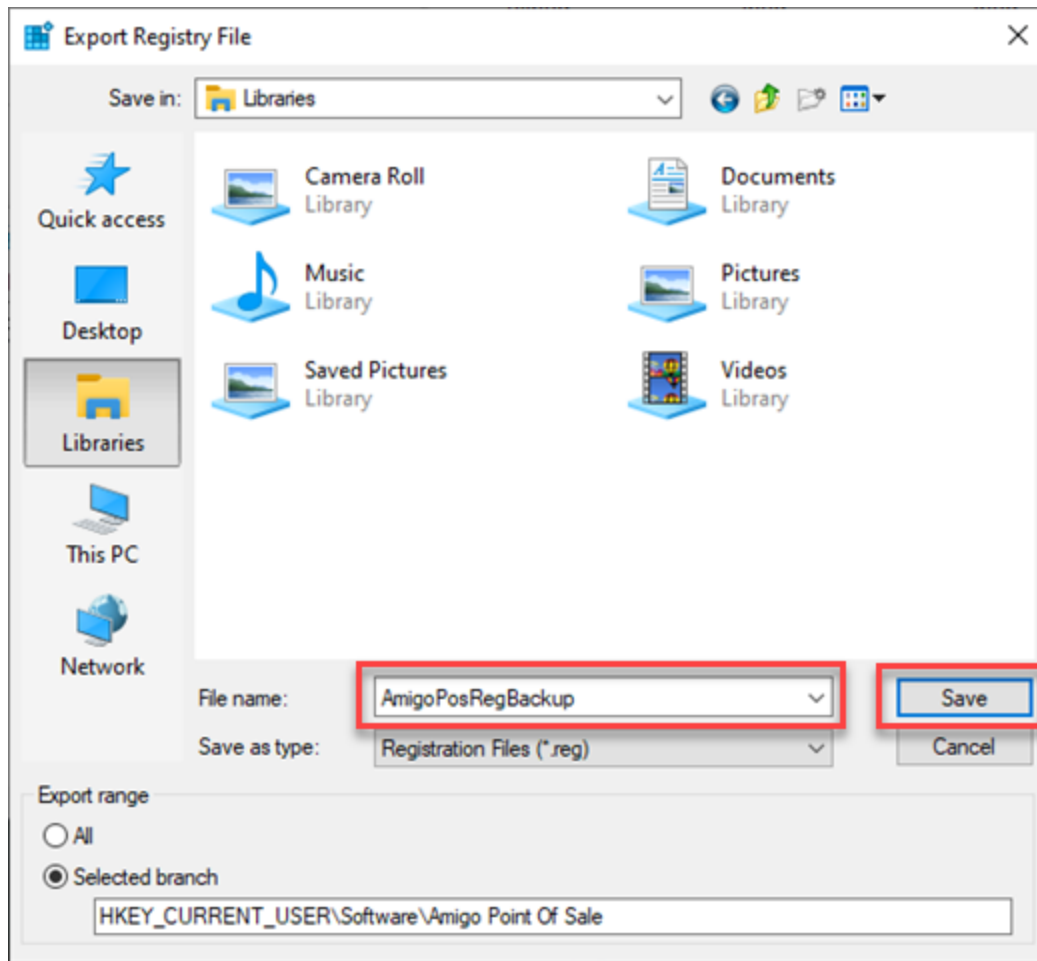 Export Registry File
Save in:
Libraries
Quick access
Desktop
Libraries
This PC
Network
Camera Roll
Library
Documents
Library
Music
Library
Pictures
Library
Saved Pictures
Library
Videos
Library
File name:
AmigoPosRegBackup
Save
Save as type:
Registration Files (*.reg)
Cancel
Export range
All
Selected branch
HKEY_CURRENT_USER\Software\Amigo Point Of Sale